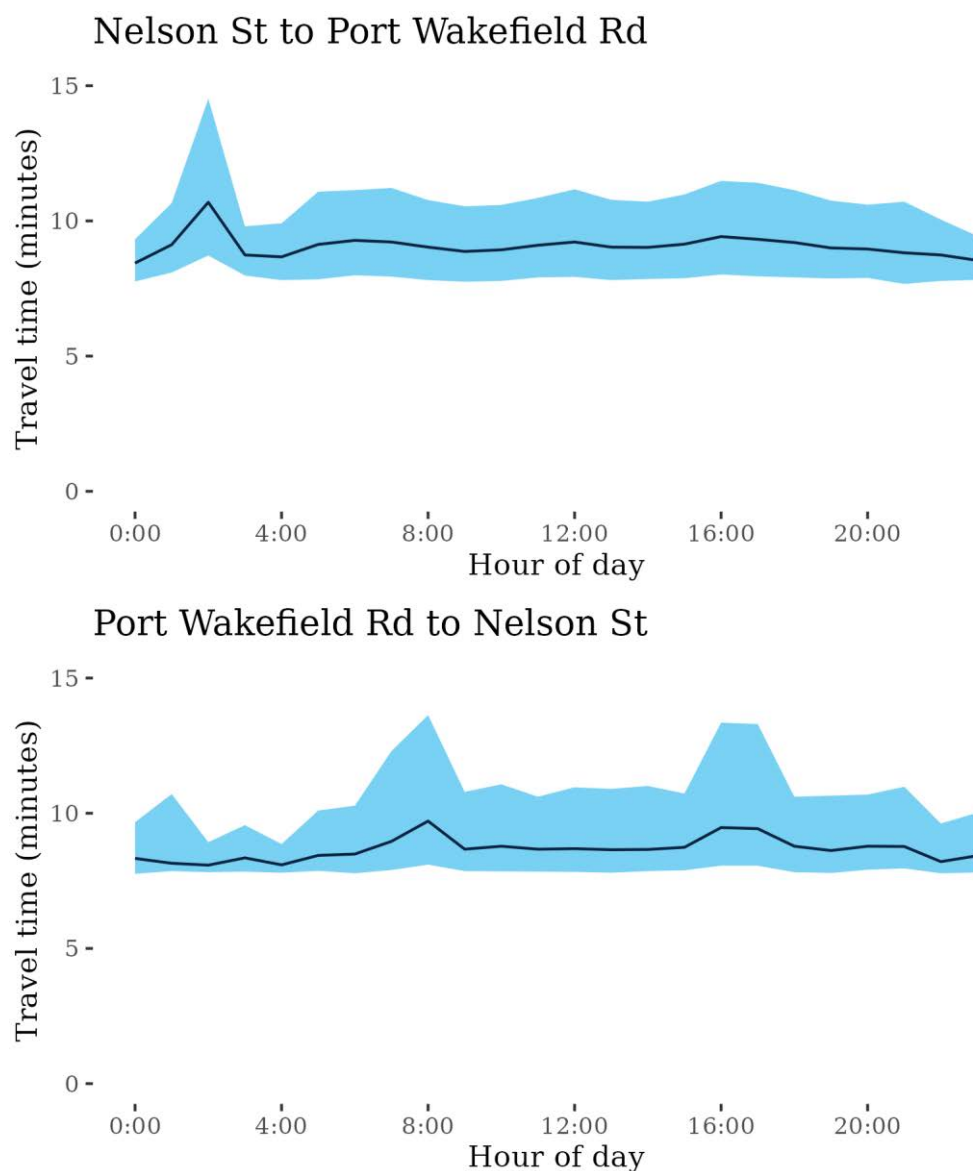 Nelson St to Port Wakefield Rd
Travel time (minutes)
15
10
5
0
0:00 4:00 8:00 12:00 16:00 20:00
Hour of day
Port Wakefield Rd to Nelson St
Travel time (minutes)
15
10
5
0
0:00 4:00 8:00 12:00 16:00 20:00
Hour of day